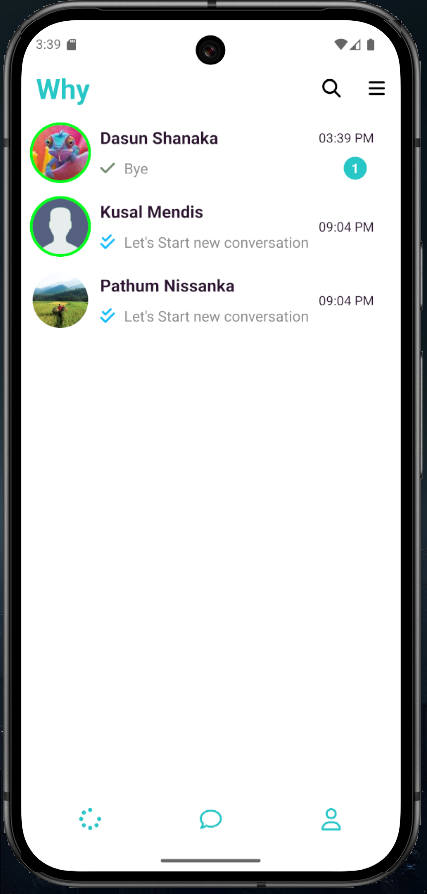 3:39
Why
Dasun Shanaka
03:39 PM
Bye
1
Kusal Mendis
09:04 PM
Let's Start new conversation
Pathum Nissanka
09:04 PM
Let's Start new conversation